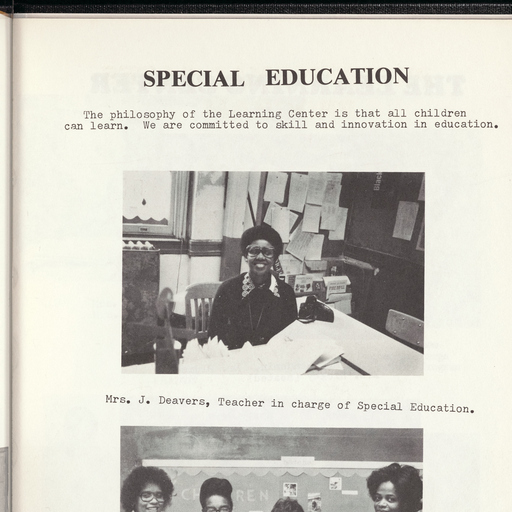 SPECIAL EDUCATION
The philosophy of the Learning Center is that all children
can learn. We are committed to skill and innovation in education.
Mrs. J. Deavers, Teacher in charge of Special Education.
CHILDREN